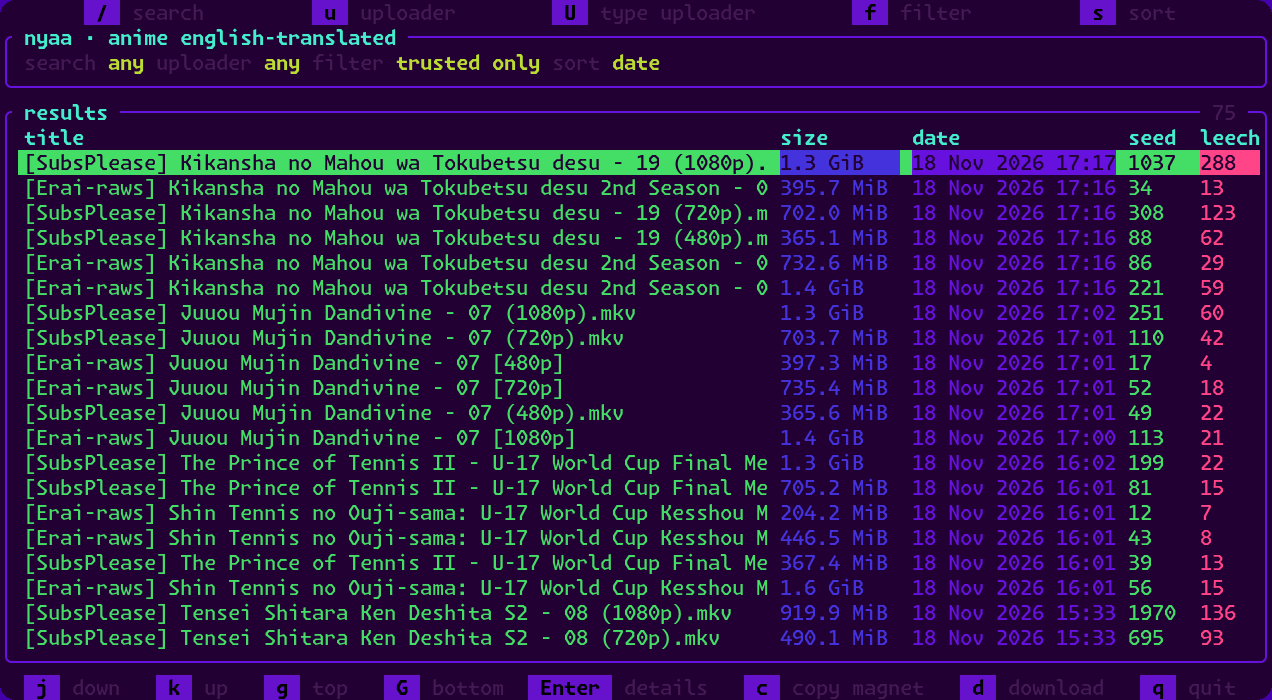 / search u uploader U type uploader f filter s sort
nyaa · anime english-translated
search any uploader any filter trusted only sort date
results 75
title size date seed leech
[SubsPlease] Kikansha no Mahou wa Tokubetsu desu - 19 (1080p). 1.3 GiB 18 Nov 2026 17:17 1037 288
[Erai-raws] Kikansha no Mahou wa Tokubetsu desu 2nd Season - 0 395.7 MiB 18 Nov 2026 17:16 34 13
[SubsPlease] Kikansha no Mahou wa Tokubetsu desu - 19 (720p).m 702.0 MiB 18 Nov 2026 17:16 308 123
[SubsPlease] Kikansha no Mahou wa Tokubetsu desu - 19 (480p).m 365.1 MiB 18 Nov 2026 17:16 88 62
[Erai-raws] Kikansha no Mahou wa Tokubetsu desu 2nd Season - 0 732.6 MiB 18 Nov 2026 17:16 86 29
[Erai-raws] Kikansha no Mahou wa Tokubetsu desu 2nd Season - 0 1.4 GiB 18 Nov 2026 17:16 221 59
[SubsPlease] Juuou Mujin Dandivine - 07 (1080p).mkv 1.3 GiB 18 Nov 2026 17:02 251 60
[SubsPlease] Juuou Mujin Dandivine - 07 (720p).mkv 703.7 MiB 18 Nov 2026 17:01 110 42
[Erai-raws] Juuou Mujin Dandivine - 07 [480p] 397.3 MiB 18 Nov 2026 17:01 17 4
[Erai-raws] Juuou Mujin Dandivine - 07 [720p] 735.4 MiB 18 Nov 2026 17:01 52 18
[SubsPlease] Juuou Mujin Dandivine - 07 (480p).mkv 365.6 MiB 18 Nov 2026 17:01 49 22
[Erai-raws] Juuou Mujin Dandivine - 07 [1080p] 1.4 GiB 18 Nov 2026 17:00 113 21
[SubsPlease] The Prince of Tennis II - U-17 World Cup Final Me 1.3 GiB 18 Nov 2026 16:02 199 22
[SubsPlease] The Prince of Tennis II - U-17 World Cup Final Me 705.2 MiB 18 Nov 2026 16:01 81 15
[Erai-raws] Shin Tennis no Ouji-sama: U-17 World Cup Kesshou M 204.2 MiB 18 Nov 2026 16:01 12 7
[Erai-raws] Shin Tennis no Ouji-sama: U-17 World Cup Kesshou M 446.5 MiB 18 Nov 2026 16:01 43 8
[SubsPlease] The Prince of Tennis II - U-17 World Cup Final Me 367.4 MiB 18 Nov 2026 16:01 39 13
[Erai-raws] Shin Tennis no Ouji-sama: U-17 World Cup Kesshou M 1.6 GiB 18 Nov 2026 16:01 56 15
[SubsPlease] Tensei Shitara Ken Deshita S2 - 08 (1080p).mkv 919.9 MiB 18 Nov 2026 15:33 1970 136
[SubsPlease] Tensei Shitara Ken Deshita S2 - 08 (720p).mkv 490.1 MiB 18 Nov 2026 15:33 695 93
j down k up g top G bottom Enter details c copy magnet d download q quit